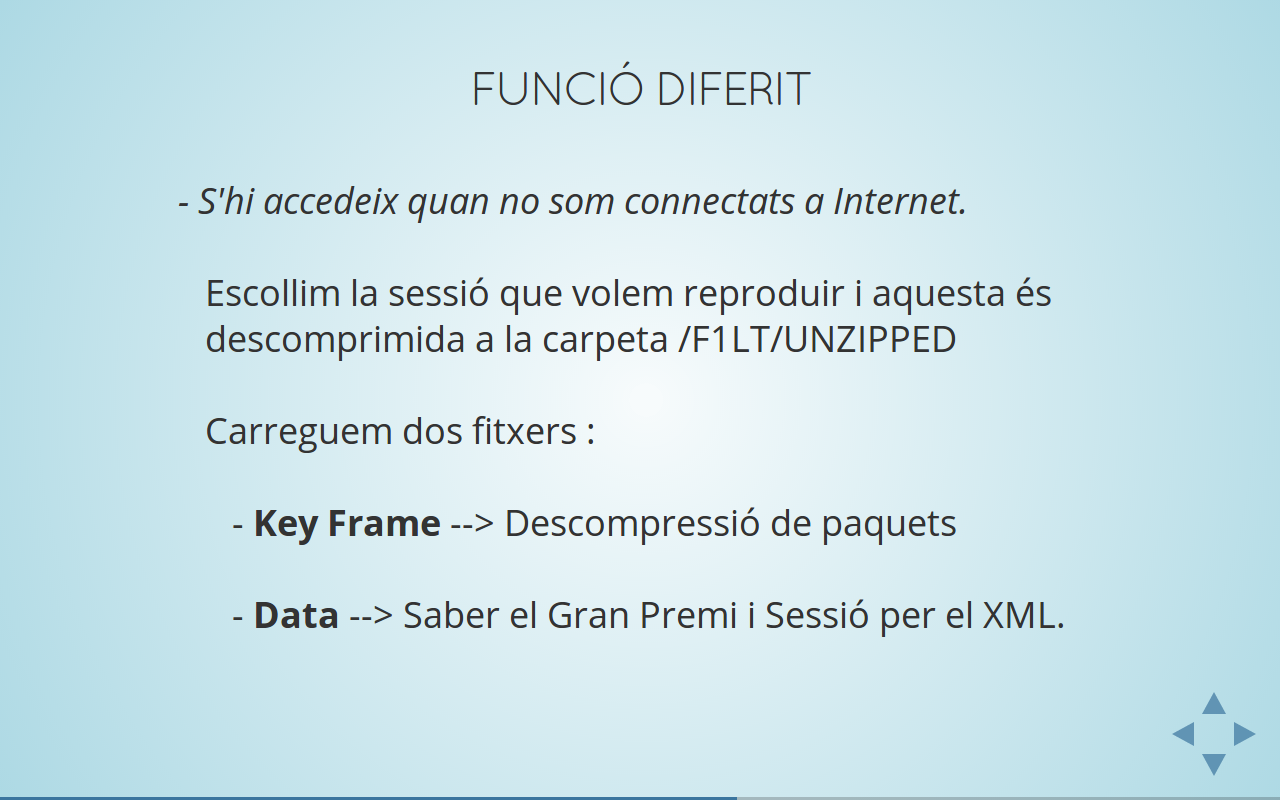 FUNCIÓ DIFERIT
- S'hi accedeix quan no som connectats a Internet.
Escollim la sessió que volem reproduir i aquesta és
descomprimida a la carpeta /F1LT/UNZIPPED
Carreguem dos fitxers :
- Key Frame --> Descompressió de paquets
- Data --> Saber el Gran Premi i Sessió per el XML.